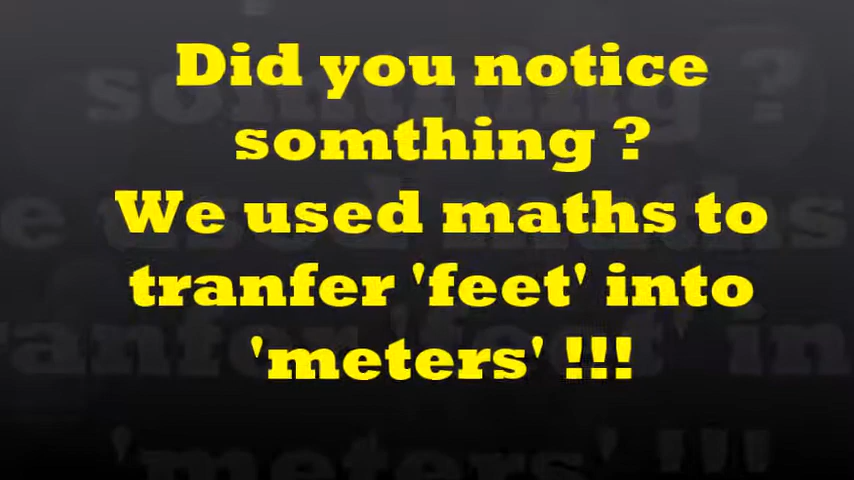 Did you notice
somthing ?
We used maths to
tranfer 'feet' into
'meters' !!!